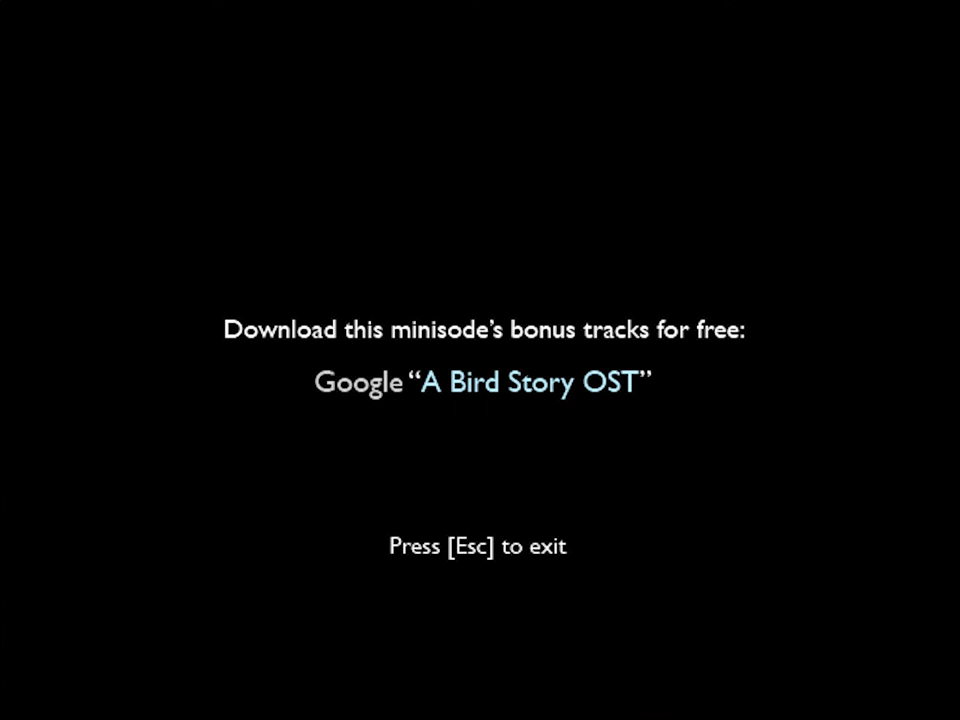 Download this minisode’s bonus tracks for free:
Google “A Bird Story OST”
Press [Esc] to exit